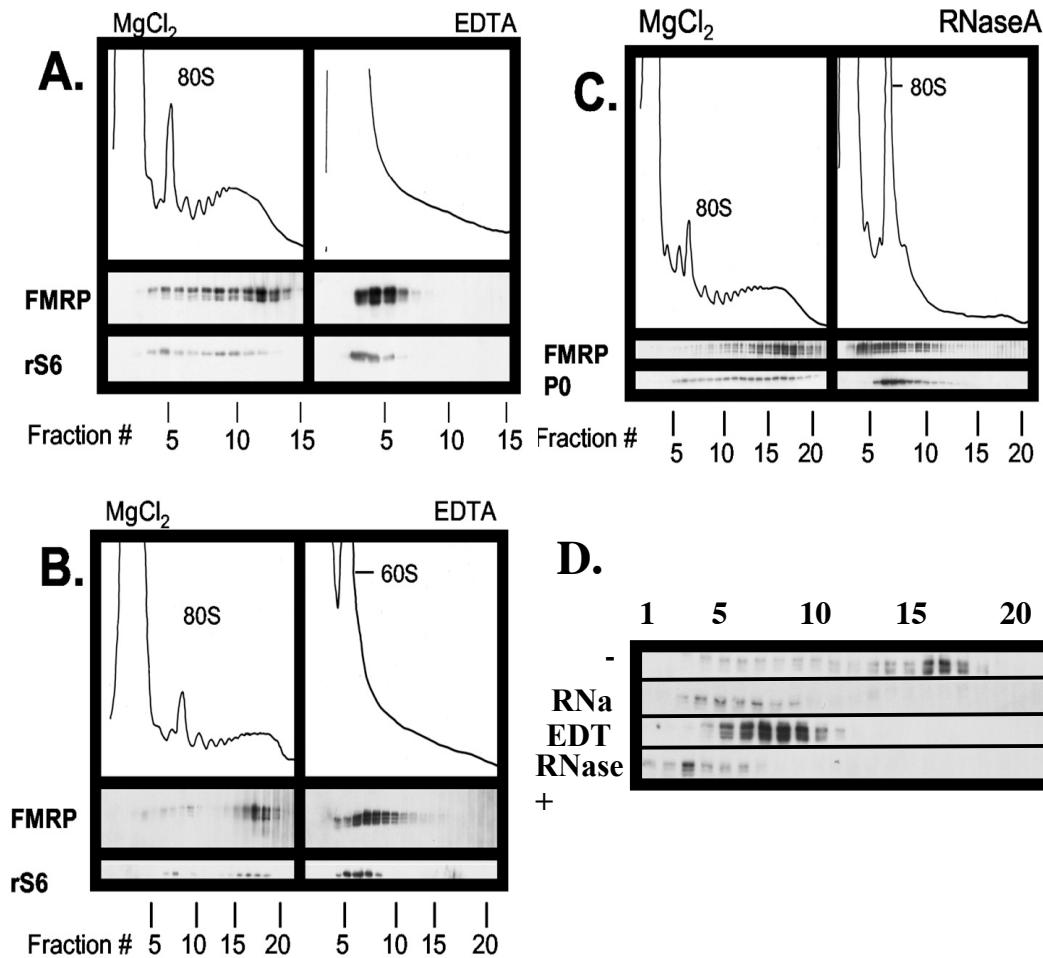 A.
MgCl₂ EDTA
80S
FMRP
rS6
Fraction # 5 10 15 5 10 15
B.
MgCl₂ EDTA
80S 60S
FMRP
rS6
Fraction # 5 10 15 20 5 10 15 20
C.
MgCl₂ RNaseA
80S 80S
FMRP
P0
Fraction # 5 10 15 20 5 10 15 20
D.
1 5 10 15 20
-
RNa
EDT
RNase
+